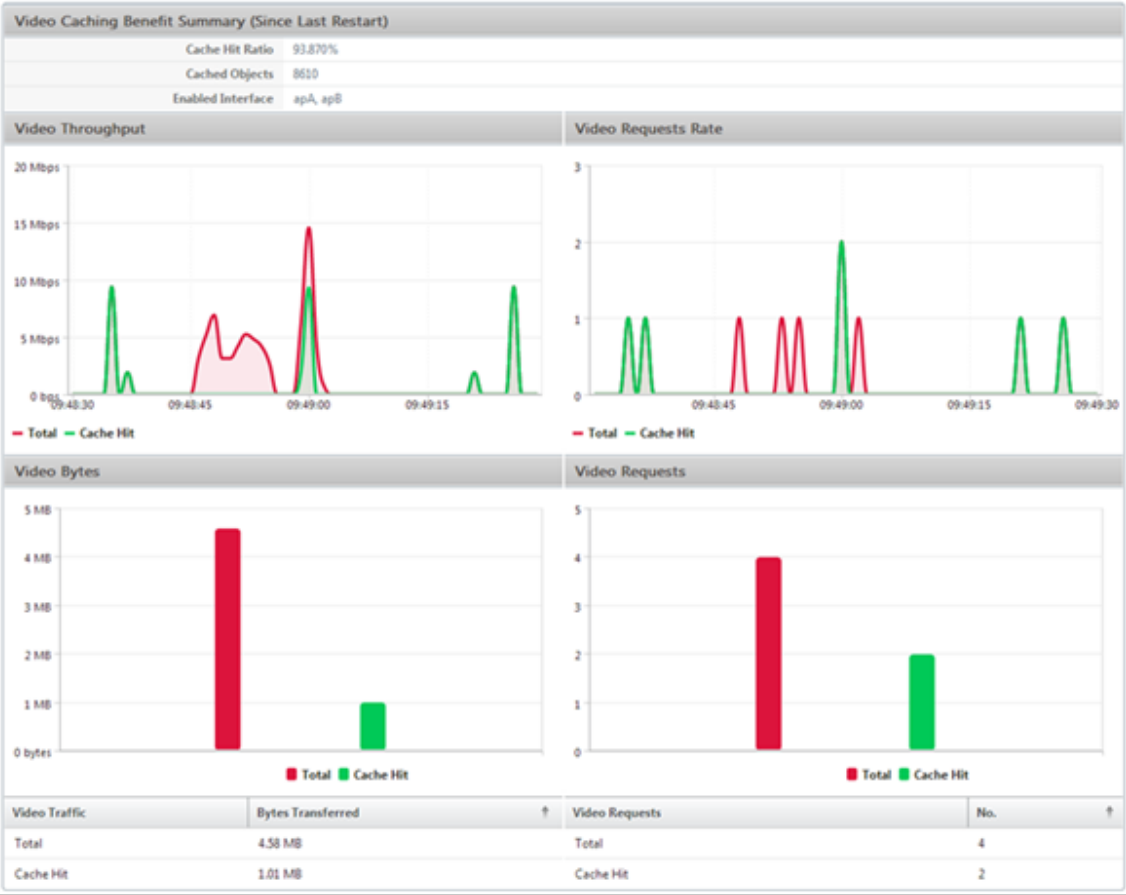 Video Caching Benefit Summary (Since Last Restart)
Cache Hit Ratio 93.870%
Cached Objects 8610
Enabled Interface apA, apB
Video Throughput
20 Mbps
15 Mbps
10 Mbps
5 Mbps
0 bps
09:48:30 09:48:45 09:49:00 09:49:15
Total Cache Hit
Video Requests Rate
3
2
1
0
09:48:45 09:49:00 09:49:15 09:49:30
Total Cache Hit
Video Bytes
5 MB
4 MB
3 MB
2 MB
1 MB
0 bytes
Total Cache Hit
Video Requests
5
4
3
2
1
0
Total Cache Hit
Video Traffic Bytes Transferred ↑
Total 4.58 MB
Cache Hit 1.01 MB
Video Requests No. ↑
Total 4
Cache Hit 2